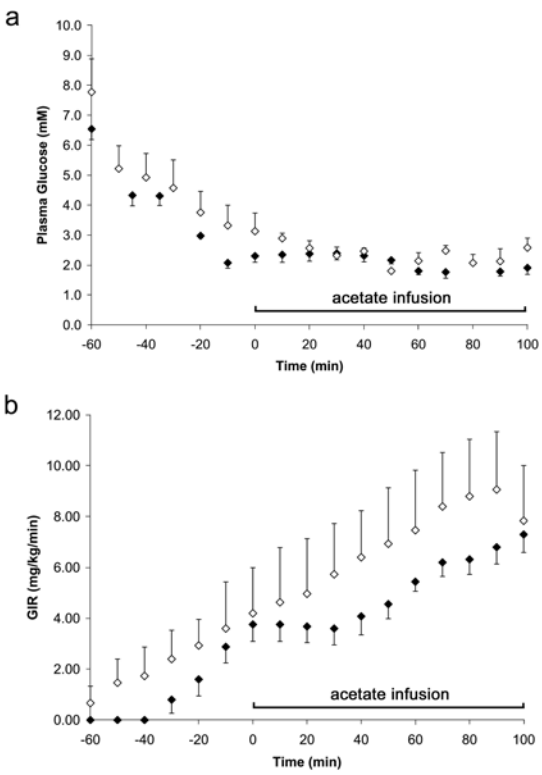 a
10.0
9.0
8.0
7.0
6.0
5.0
4.0
3.0
2.0
1.0
0.0
Plasma Glucose (mM)
acetate infusion
-60 -40 -20 0 20 40 60 80 100
Time (min)
b
12.00
10.00
8.00
6.00
4.00
2.00
0.00
GIR (mg/kg/min)
acetate infusion
-60 -40 -20 0 20 40 60 80 100
Time (min)